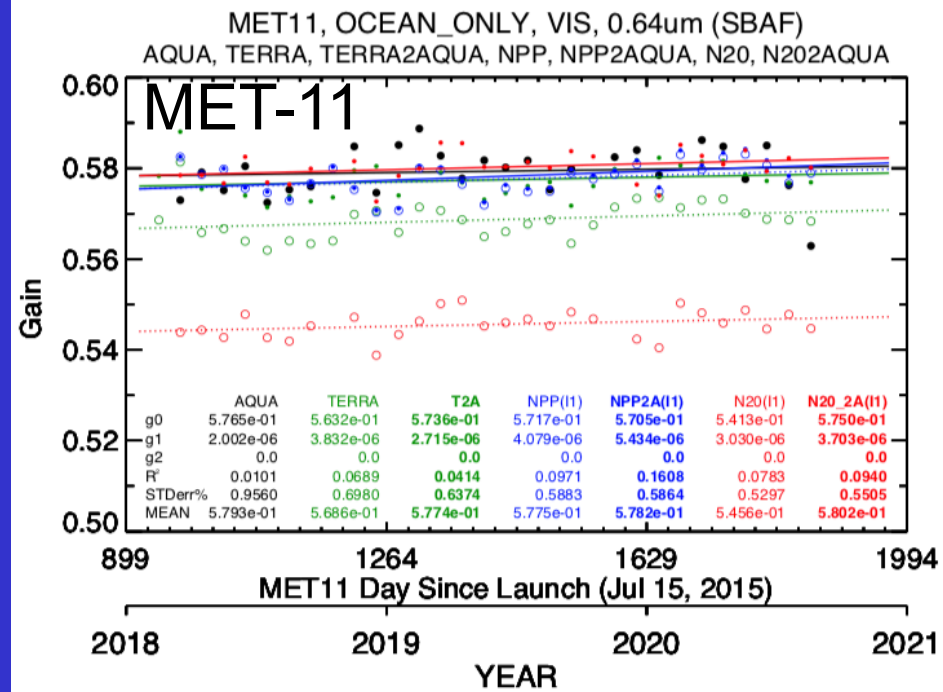 MET11, OCEAN_ONLY, VIS, 0.64um (SBAF)
AQUA, TERRA, TERRA2AQUA, NPP, NPP2AQUA, N20, N202AQUA
MET-11
0.60
0.58
0.56
0.54
0.52
0.50
Gain
AQUA TERRA T2A NPP(I1) NPP2A(I1) N20(I1) N20_2A(I1)
g0 5.765e-01 5.632e-01 5.736e-01 5.717e-01 5.705e-01 5.413e-01 5.750e-01
g1 2.002e-06 3.832e-06 2.715e-06 4.079e-06 5.434e-06 3.030e-06 3.703e-06
g2 0.0 0.0 0.0 0.0 0.0 0.0 0.0
R² 0.0101 0.0689 0.0414 0.0971 0.1608 0.0783 0.0940
STDerr% 0.9560 0.6980 0.6374 0.5883 0.5864 0.5297 0.5505
MEAN 5.793e-01 5.686e-01 5.774e-01 5.775e-01 5.782e-01 5.456e-01 5.802e-01
899 1264 1629 1994
MET11 Day Since Launch (Jul 15, 2015)
2018 2019 2020 2021
YEAR